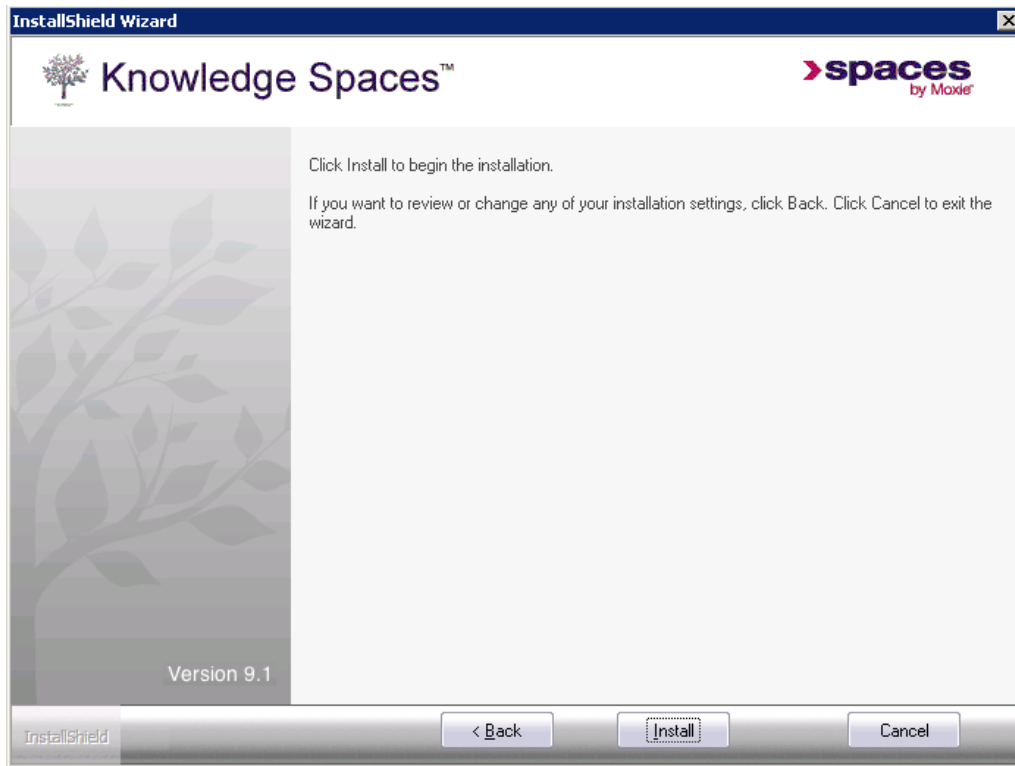 InstallShield Wizard
Knowledge Spaces™
spaces
by Moxie®
Click Install to begin the installation.
If you want to review or change any of your installation settings, click Back. Click Cancel to exit the
wizard.
Version 9.1
InstallShield
< Back
Install
Cancel